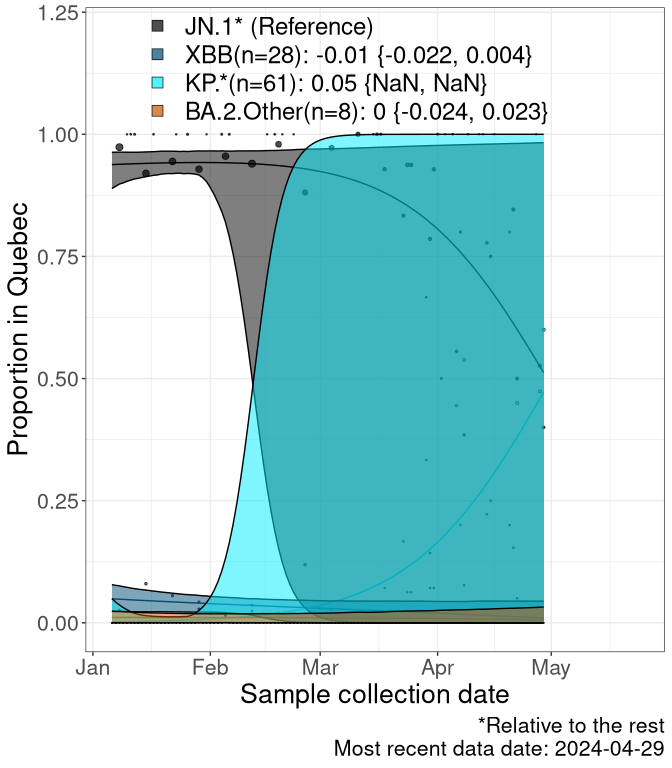 1.25
JN.1* (Reference)
XBB(n=28): -0.01 {-0.022, 0.004}
KP.*(n=61): 0.05 {NaN, NaN}
BA.2.Other(n=8): 0 {-0.024, 0.023}
1.00
0.75
0.50
0.25
0.00
Proportion in Quebec
Jan Feb Mar Apr May
Sample collection date
*Relative to the rest
Most recent data date: 2024-04-29